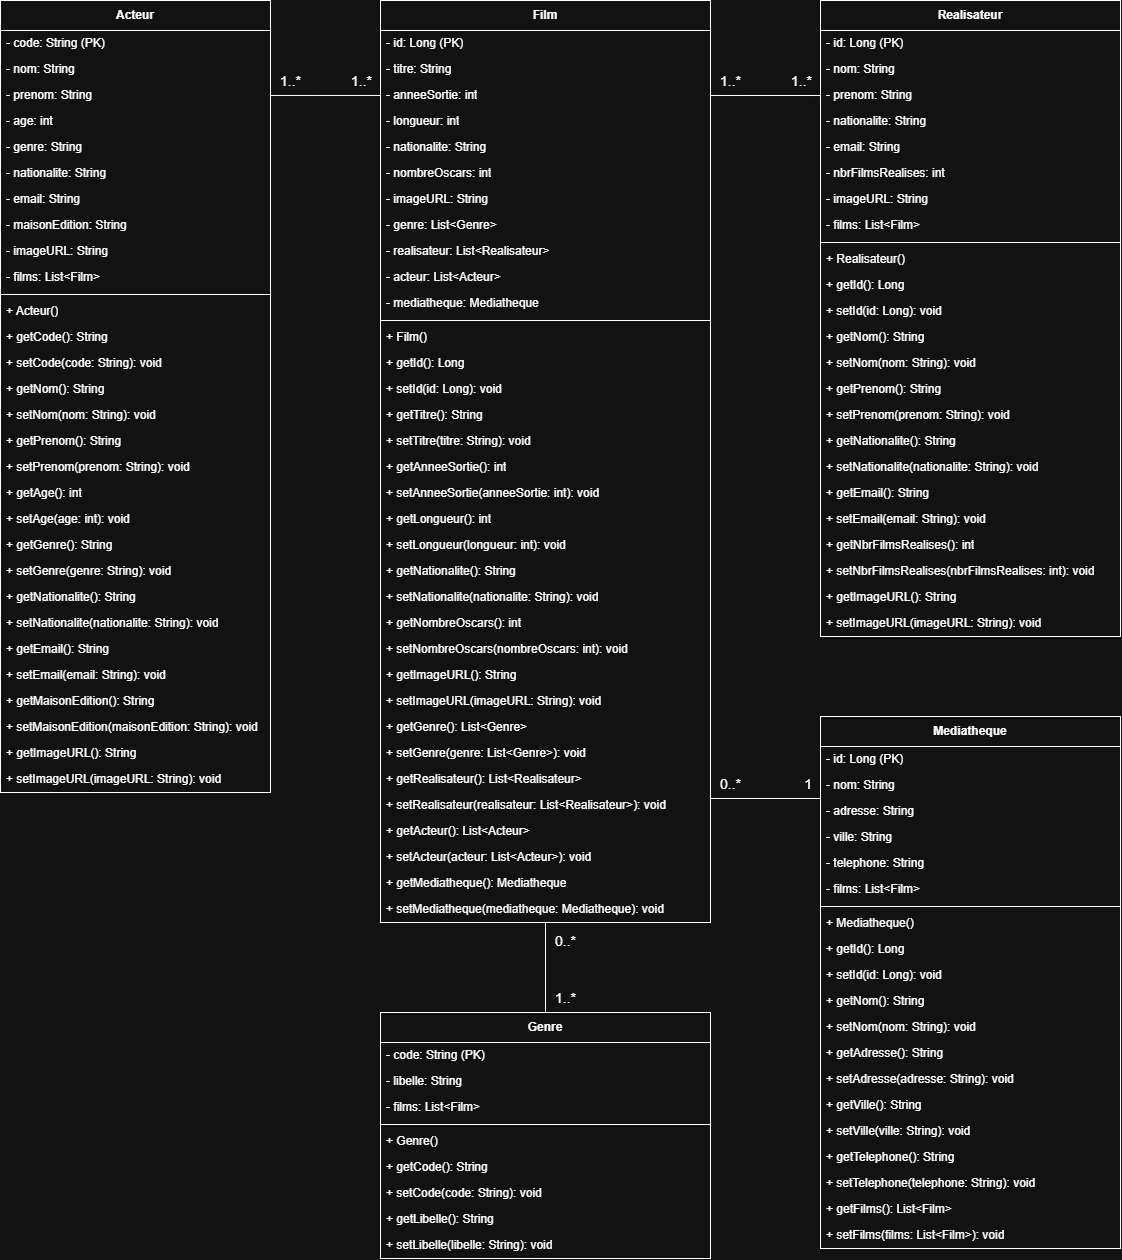 Acteur
- code: String (PK)
- nom: String
- prenom: String
- age: int
- genre: String
- nationalite: String
- email: String
- maisonEdition: String
- imageURL: String
- films: List<Film>
+ Acteur()
+ getCode(): String
+ setCode(code: String): void
+ getNom(): String
+ setNom(nom: String): void
+ getPrenom(): String
+ setPrenom(prenom: String): void
+ getAge(): int
+ setAge(age: int): void
+ getGenre(): String
+ setGenre(genre: String): void
+ getNationalite(): String
+ setNationalite(nationalite: String): void
+ getEmail(): String
+ setEmail(email: String): void
+ getMaisonEdition(): String
+ setMaisonEdition(maisonEdition: String): void
+ getImageURL(): String
+ setImageURL(imageURL: String): void
1..*
1..*
Film
- id: Long (PK)
- titre: String
- anneeSortie: int
- longueur: int
- nationalite: String
- nombreOscars: int
- imageURL: String
- genre: List<Genre>
- realisateur: List<Realisateur>
- acteur: List<Acteur>
- mediatheque: Mediatheque
+ Film()
+ getId(): Long
+ setId(id: Long): void
+ getTitre(): String
+ setTitre(titre: String): void
+ getAnneeSortie(): int
+ setAnneeSortie(anneeSortie: int): void
+ getLongueur(): int
+ setLongueur(longueur: int): void
+ getNationalite(): String
+ setNationalite(nationalite: String): void
+ getNombreOscars(): int
+ setNombreOscars(nombreOscars: int): void
+ getImageURL(): String
+ setImageURL(imageURL: String): void
+ getGenre(): List<Genre>
+ setGenre(genre: List<Genre>): void
+ getRealisateur(): List<Realisateur>
+ setRealisateur(realisateur: List<Realisateur>): void
+ getActeur(): List<Acteur>
+ setActeur(acteur: List<Acteur>): void
+ getMediatheque(): Mediatheque
+ setMediatheque(mediatheque: Mediatheque): void
1..*
1..*
Realisateur
- id: Long (PK)
- nom: String
- prenom: String
- nationalite: String
- email: String
- nbrFilmsRealises: int
- imageURL: String
- films: List<Film>
+ Realisateur()
+ getId(): Long
+ setId(id: Long): void
+ getNom(): String
+ setNom(nom: String): void
+ getPrenom(): String
+ setPrenom(prenom: String): void
+ getNationalite(): String
+ setNationalite(nationalite: String): void
+ getEmail(): String
+ setEmail(email: String): void
+ getNbrFilmsRealises(): int
+ setNbrFilmsRealises(nbrFilmsRealises: int): void
+ getImageURL(): String
+ setImageURL(imageURL: String): void
0..*
1
Mediatheque
- id: Long (PK)
- nom: String
- adresse: String
- ville: String
- telephone: String
- films: List<Film>
+ Mediatheque()
+ getId(): Long
+ setId(id: Long): void
+ getNom(): String
+ setNom(nom: String): void
+ getAdresse(): String
+ setAdresse(adresse: String): void
+ getVille(): String
+ setVille(ville: String): void
+ getTelephone(): String
+ setTelephone(telephone: String): void
+ getFilms(): List<Film>
+ setFilms(films: List<Film>): void
0..*
1..*
Genre
- code: String (PK)
- libelle: String
- films: List<Film>
+ Genre()
+ getCode(): String
+ setCode(code: String): void
+ getLibelle(): String
+ setLibelle(libelle: String): void